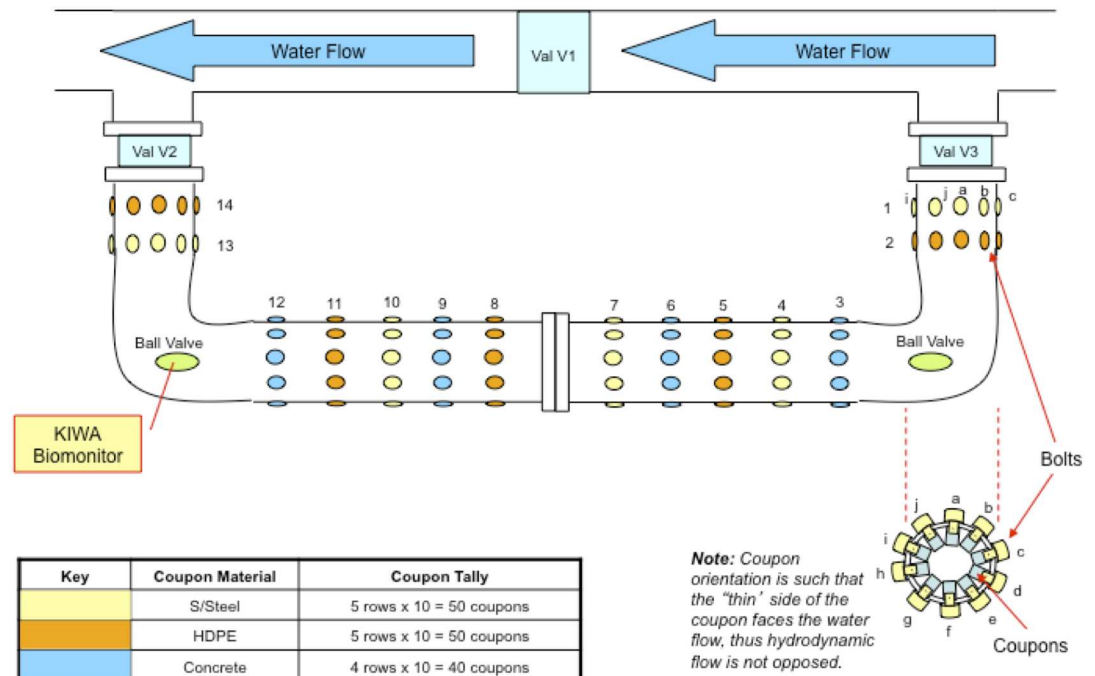 Water Flow
Val V1
Water Flow
Val V2
Val V3
14
13
1 i j a b c
2
12 11 10 9 8
7 6 5 4 3
Ball Valve
Ball Valve
KIWA
Biomonitor
Bolts
a
b
c
d
e
f
g
h
i
j
Coupons
Note: Coupon
orientation is such that
the “thin’ side of the
coupon faces the water
flow, thus hydrodynamic
flow is not opposed.
Key Coupon Material Coupon Tally
S/Steel 5 rows x 10 = 50 coupons
HDPE 5 rows x 10 = 50 coupons
Concrete 4 rows x 10 = 40 coupons